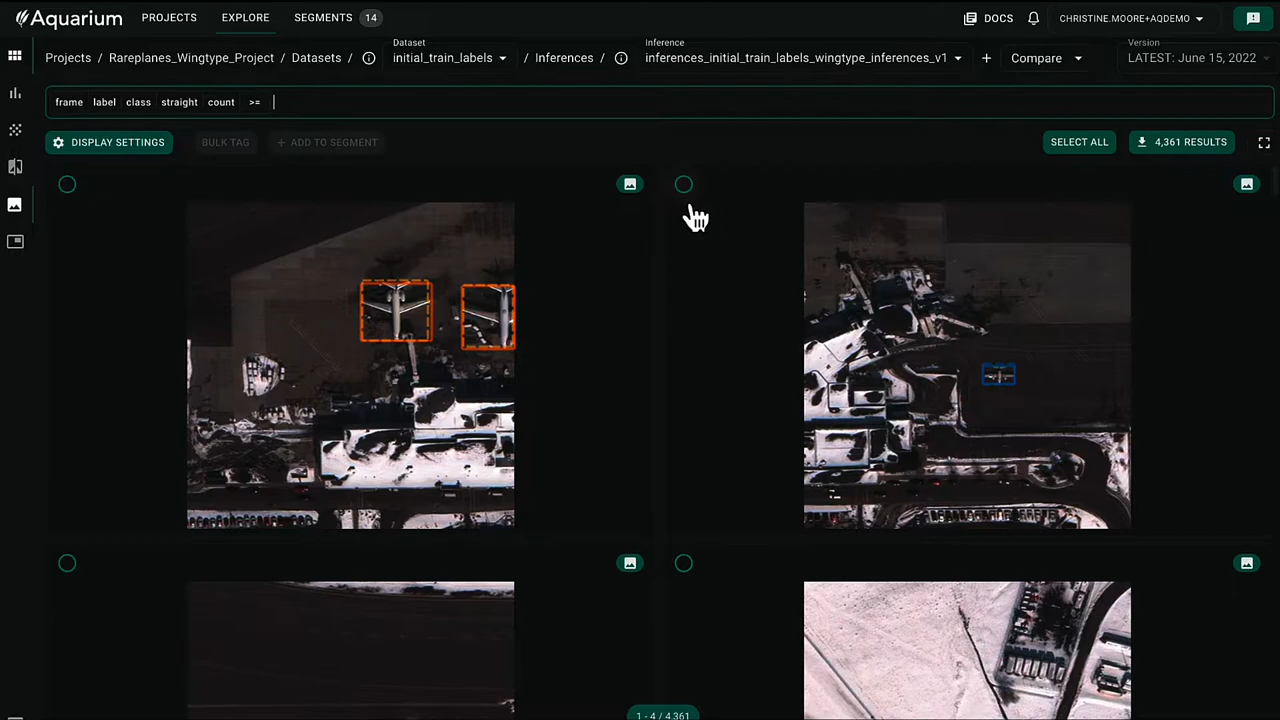 Aquarium PROJECTS EXPLORE SEGMENTS 14 DOCS CHRISTINE.MOORE+AQDEMO
Dataset Inference Version
Projects / Rareplanes_Wingtype_Project / Datasets / initial_train_labels / Inferences / inferences_initial_train_labels_wingtype_inferences_v1 + Compare LATEST: June 15, 2022
frame label class straight count >=
DISPLAY SETTINGS BULK TAG + ADD TO SEGMENT SELECT ALL 4,361 RESULTS
1 - 4 / 4,361